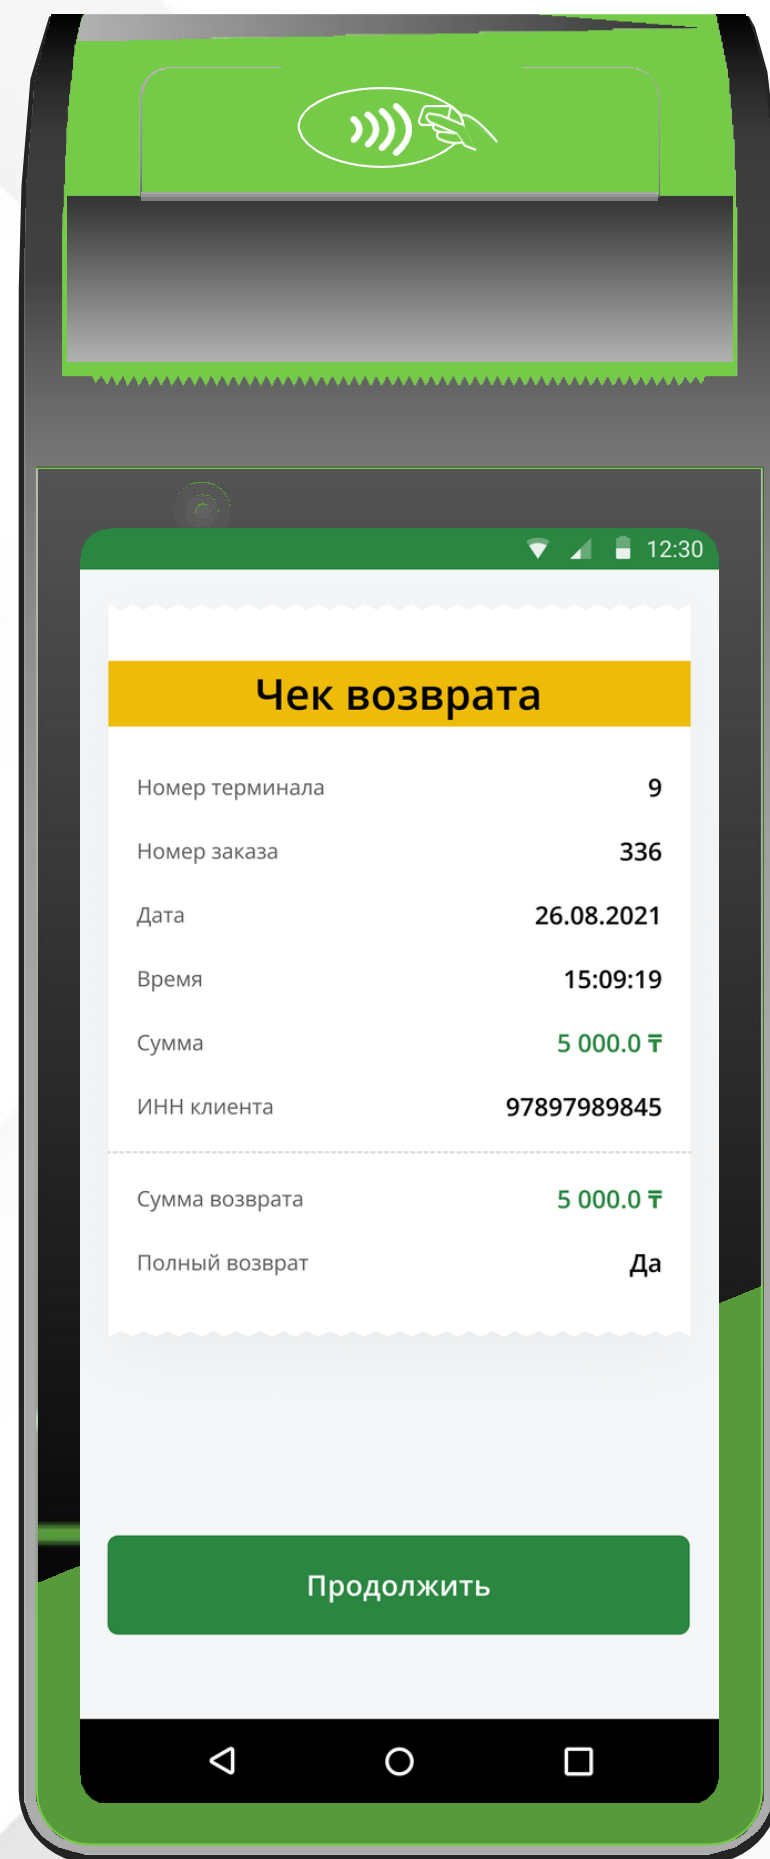 12:30
Чек возврата
Номер терминала 9
Номер заказа 336
Дата 26.08.2021
Время 15:09:19
Сумма 5 000.0 ₸
ИНН клиента 97897989845
Сумма возврата 5 000.0 ₸
Полный возврат Да
Продолжить